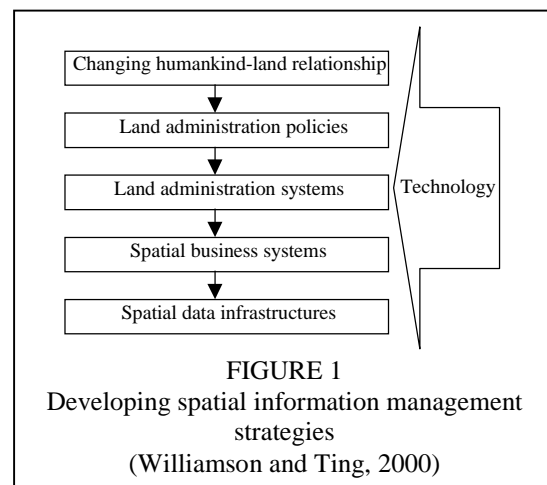 Changing humankind-land relationship
Land administration policies
Land administration systems
Technology
Spatial business systems
Spatial data infrastructures
FIGURE 1
Developing spatial information management
strategies
(Williamson and Ting, 2000)